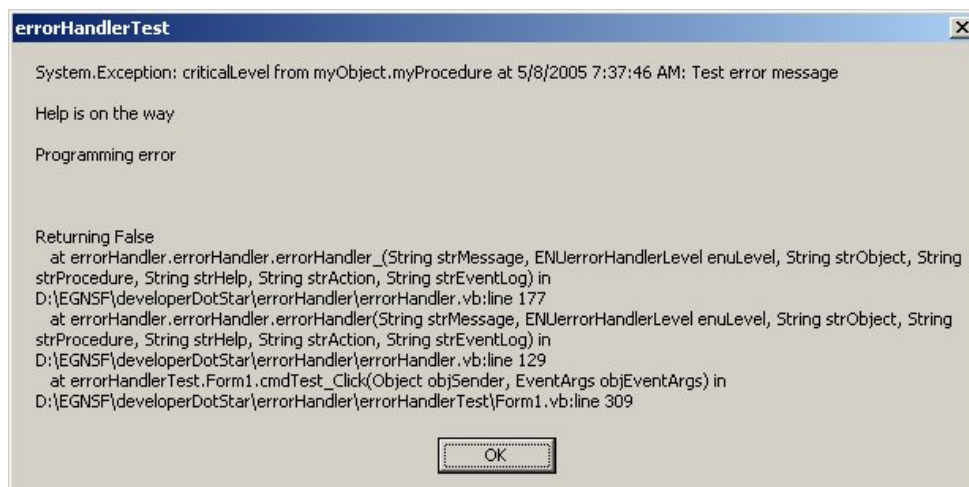 errorHandlerTest
System.Exception: criticalLevel from myObject.myProcedure at 5/8/2005 7:37:46 AM: Test error message
Help is on the way
Programming error
Returning False
at errorHandler.errorHandler.errorHandler_(String strMessage, ENUerrorHandlerLevel enuLevel, String strObject, String
strProcedure, String strHelp, String strAction, String strEventLog) in
D:\EGNSF\developerDotStar\errorHandler\errorHandler.vb:line 177
at errorHandler.errorHandler.errorHandler(String strMessage, ENUerrorHandlerLevel enuLevel, String strObject, String
strProcedure, String strHelp, String strAction, String strEventLog) in
D:\EGNSF\developerDotStar\errorHandler\errorHandler.vb:line 129
at errorHandlerTest.Form1.cmdTest_Click(Object objSender, EventArgs objEventArgs) in
D:\EGNSF\developerDotStar\errorHandler\errorHandlerTest\Form1.vb:line 309
OK